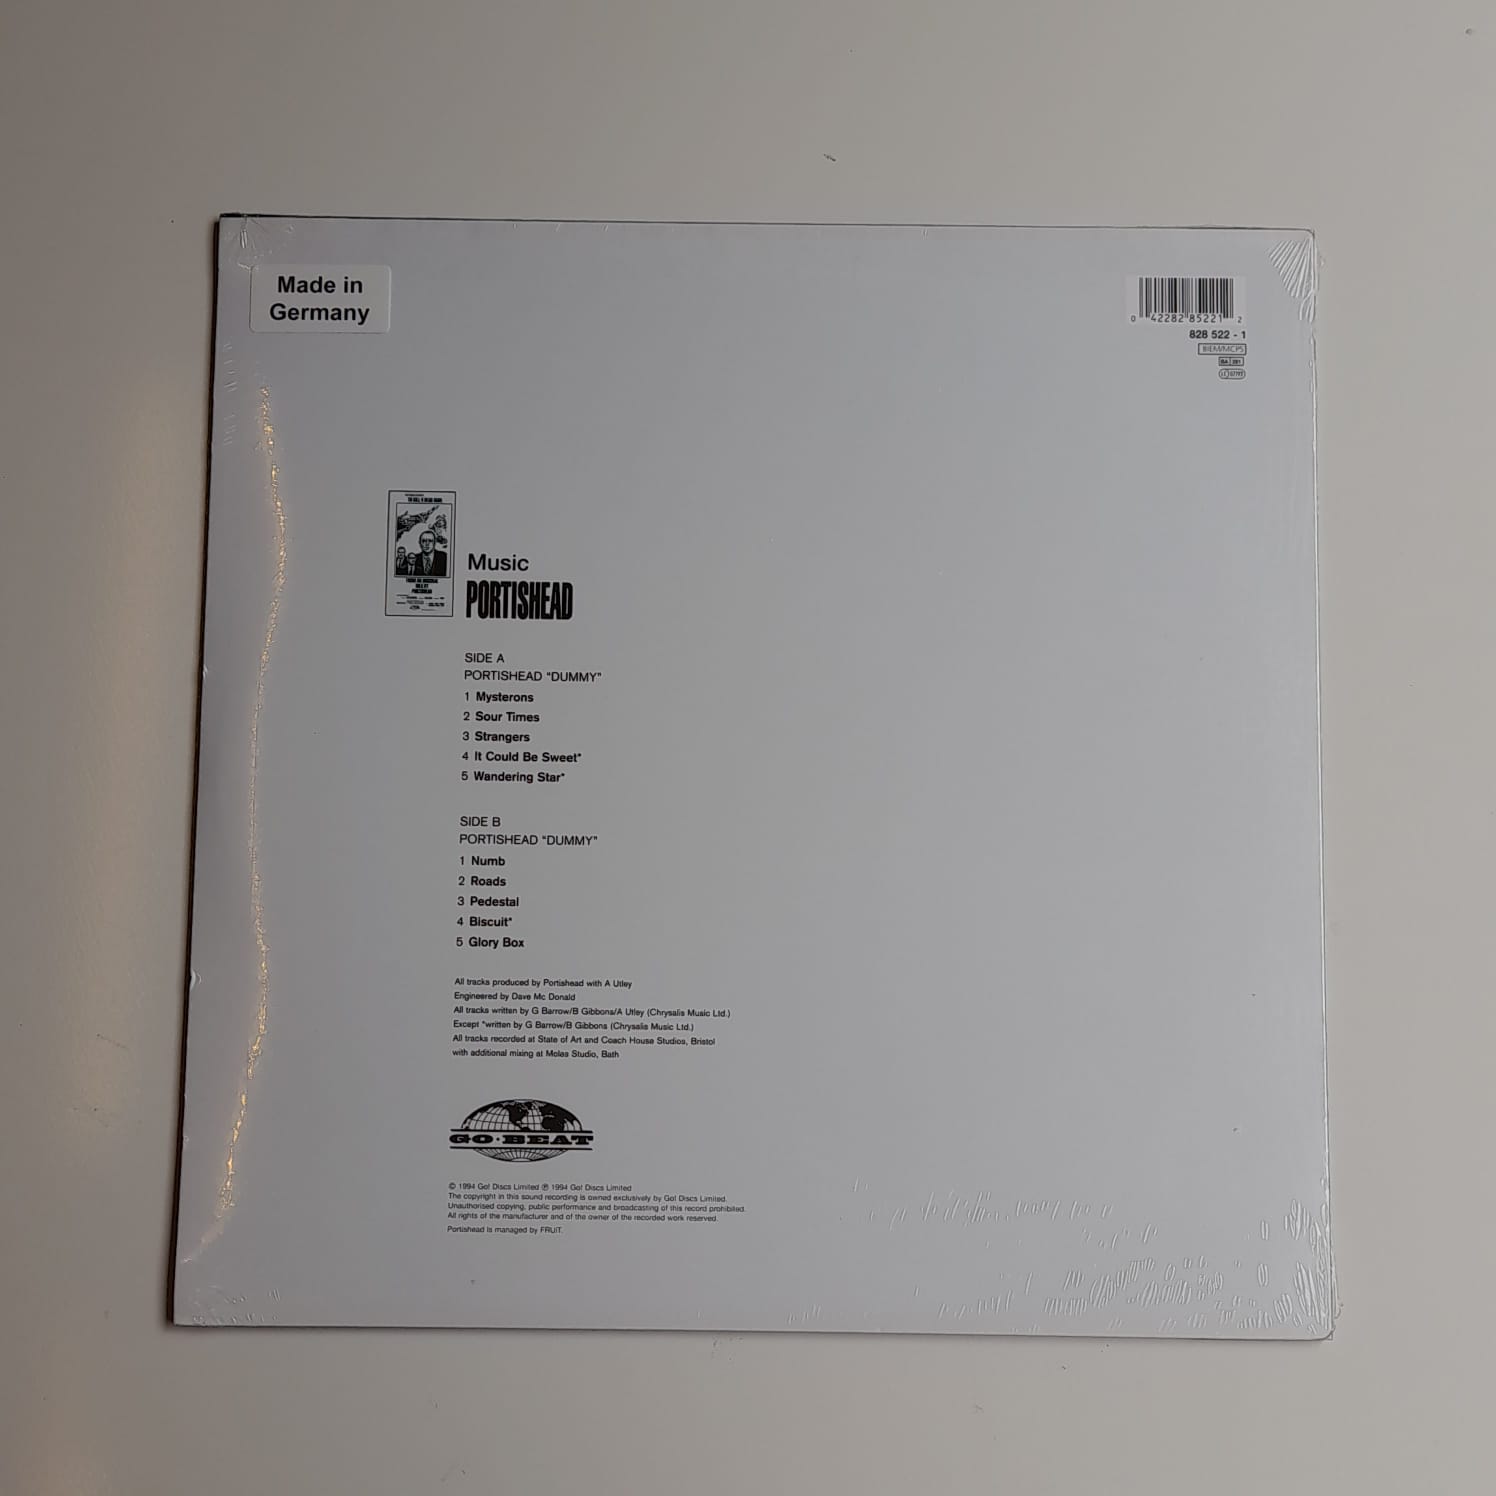 Made in
Germany
0 42282 85221 2
828 522 - 1
BIEM/MCPS
Music
PORTISHEAD
SIDE A
PORTISHEAD "DUMMY"
1 Mysterons
2 Sour Times
3 Strangers
4 It Could Be Sweet*
5 Wandering Star*
SIDE B
PORTISHEAD "DUMMY"
1 Numb
2 Roads
3 Pedestal
4 Biscuit*
5 Glory Box
All tracks produced by Portishead with A Utley
Engineered by Dave Mc Donald
All tracks written by G Barrow/B Gibbons/A Utley (Chrysalis Music Ltd.)
Except *written by G Barrow/B Gibbons (Chrysalis Music Ltd.)
All tracks recorded at State of Art and Coach House Studios, Bristol
with additional mixing at Moles Studio, Bath
GO·BEAT
© 1994 Go! Discs Limited ℗ 1994 Go! Discs Limited
The copyright in this sound recording is owned exclusively by Go! Discs Limited.
Unauthorised copying, public performance and broadcasting of this record prohibited.
All rights of the manufacturer and of the owner of the recorded work reserved.
Portishead is managed by FRUiT.